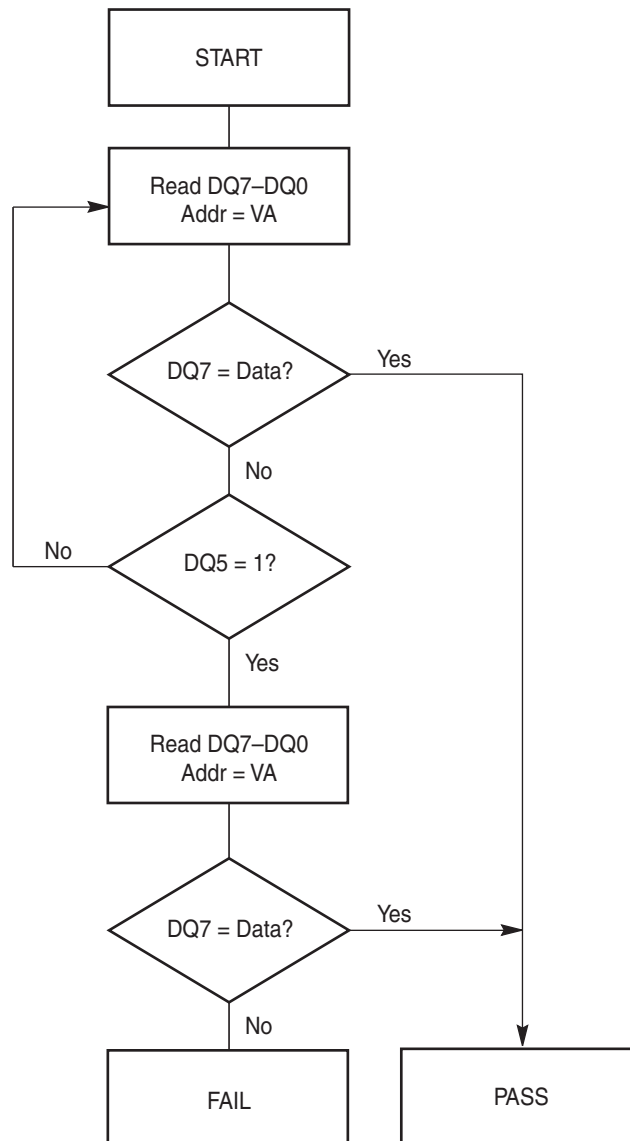 START
Read DQ7–DQ0
Addr = VA
DQ7 = Data?
Yes
No
DQ5 = 1?
No
Yes
Read DQ7–DQ0
Addr = VA
DQ7 = Data?
Yes
No
FAIL
PASS